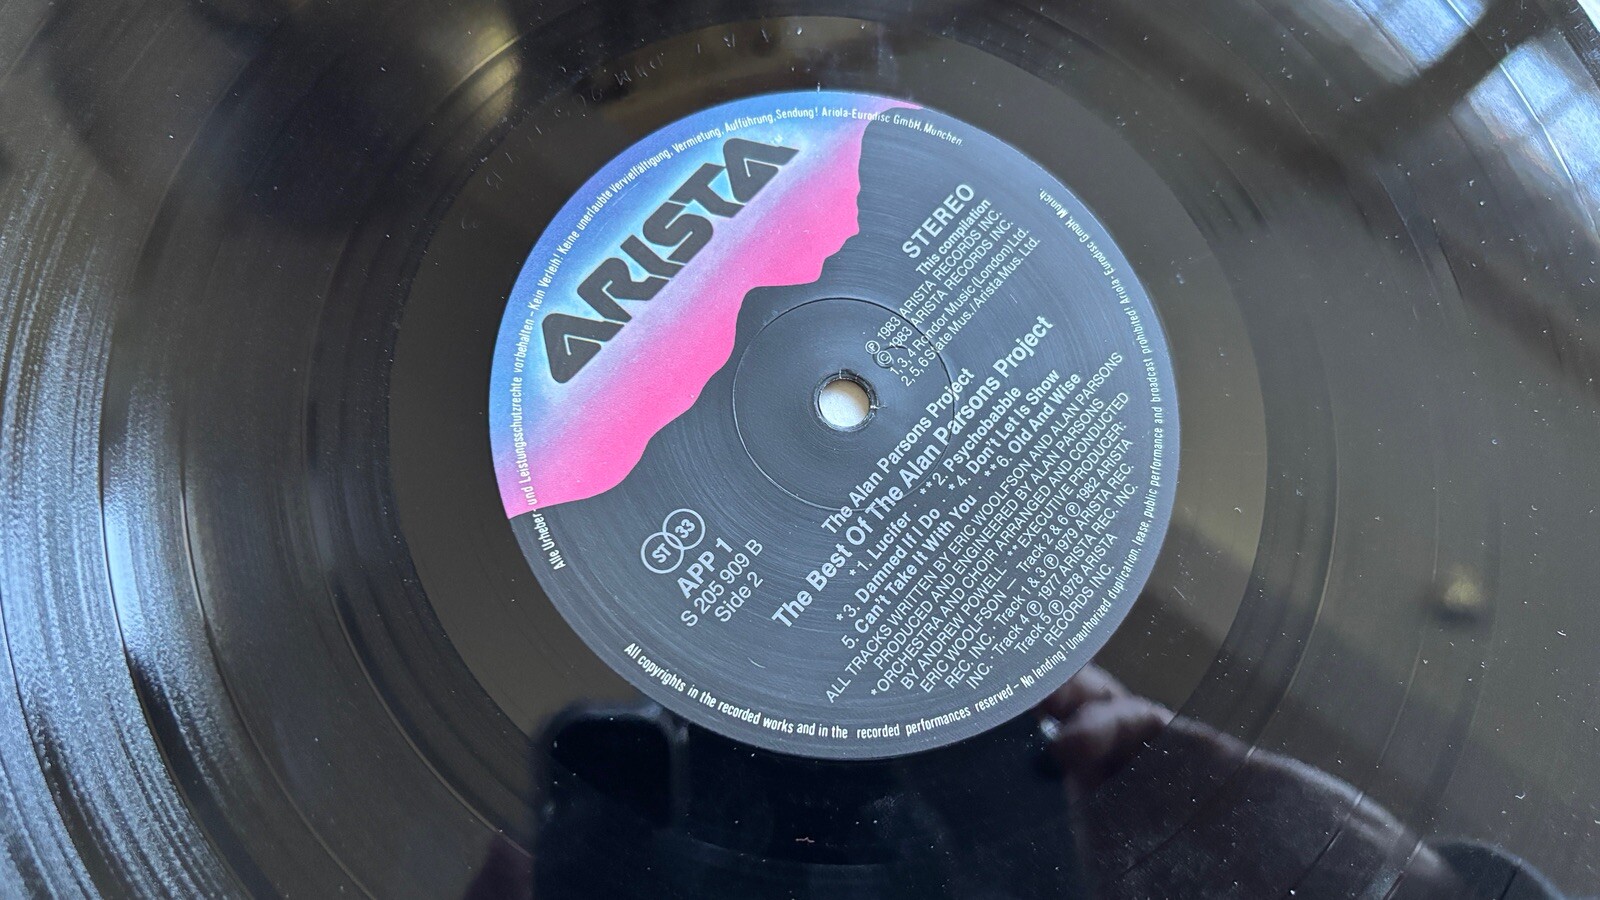 Alle Urheber- und Leistungsschutzrechte vorbehalten – Kein Verleih! Keine unerlaubte Vervielfältigung, Vermietung, Aufführung, Sendung! Ariola-Eurodisc GmbH, München
ARISTA™
STEREO
This compilation
℗ 1983 ARISTA RECORDS INC.
© 1983 ARISTA RECORDS INC.
1, 3, 4 Rondor Music (London) Ltd.
2, 5, 6 State Mus./Arista Mus. Ltd.
ST 33
APP 1
S 205 909 B
Side 2
The Alan Parsons Project
The Best Of The Alan Parsons Project
*1. Lucifer · **2. Psychobabble
*3. Damned If I Do · *4. Don't Let Is Show
5. Can't Take It With You · **6. Old And Wise
ALL TRACKS WRITTEN BY ERIC WOOLFSON AND ALAN PARSONS
PRODUCED AND ENGINEERED BY ALAN PARSONS
*ORCHESTRA AND CHOIR ARRANGED AND CONDUCTED
BY ANDREW POWELL - **EXECUTIVE PRODUCER:
ERIC WOOLFSON — Track 2 & 6 ℗ 1982 ARISTA
REC. INC. Track 1 & 3 ℗ 1979 ARISTA REC.
INC. · Track 4 ℗ 1977 ARISTA REC. INC.
Track 5 ℗ 1978 ARISTA
RECORDS INC.
All copyrights in the recorded works and in the recorded performances reserved – No lending! Unauthorized duplication, lease, public performance and broadcast prohibited! Ariola Eurodisc GmbH, Munich